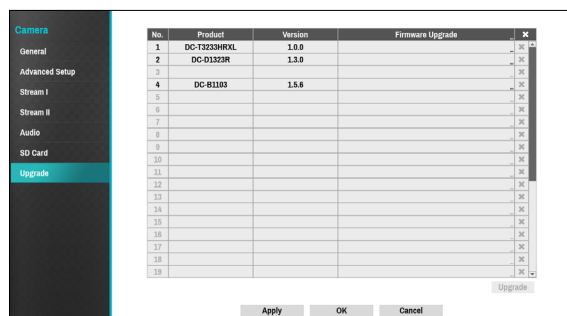 Camera
General
Advanced Setup
Stream I
Stream II
Audio
SD Card
Upgrade
No. Product Version Firmware Upgrade
1 DC-T3233HRXL 1.0.0
2 DC-D1323R 1.3.0
3
4 DC-B1103 1.5.6
5
6
7
8
9
10
11
12
13
14
15
16
17
18
19
Upgrade
Apply OK Cancel